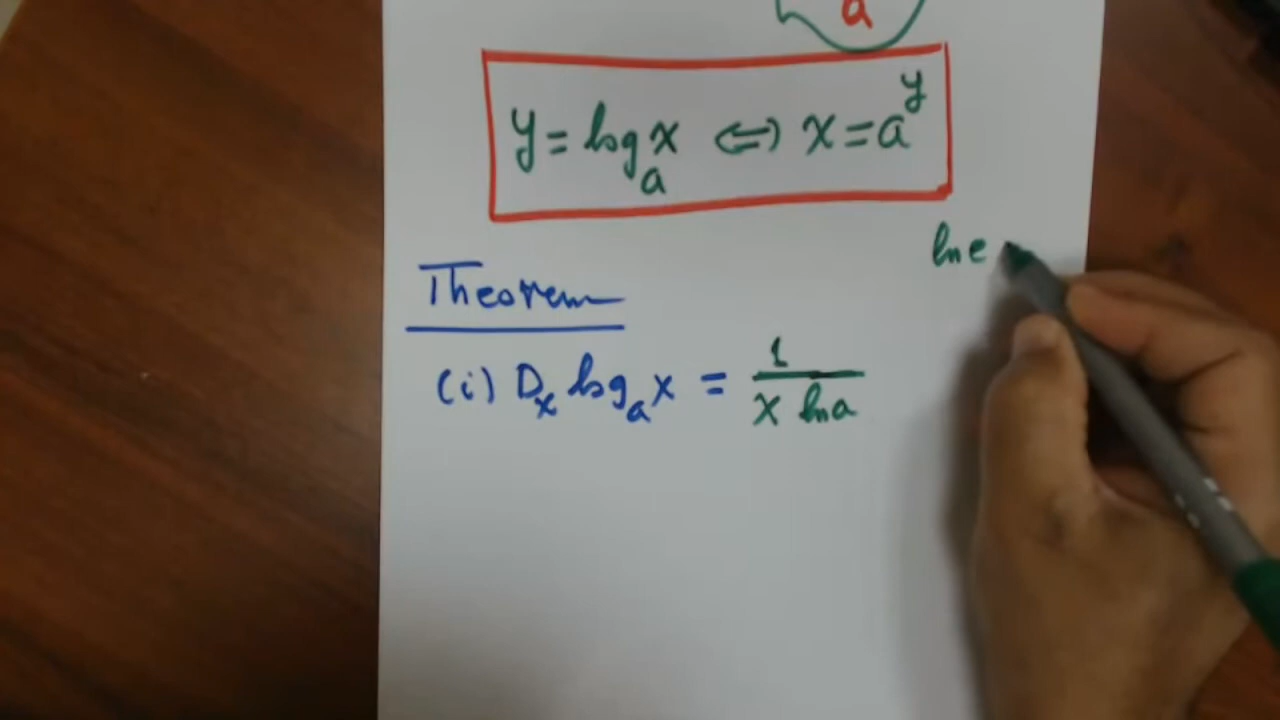 a
y = log_a x ⇔ x = a^y
ln e
Theorem
(i) D_x log_a x = 1 / (x ln a)